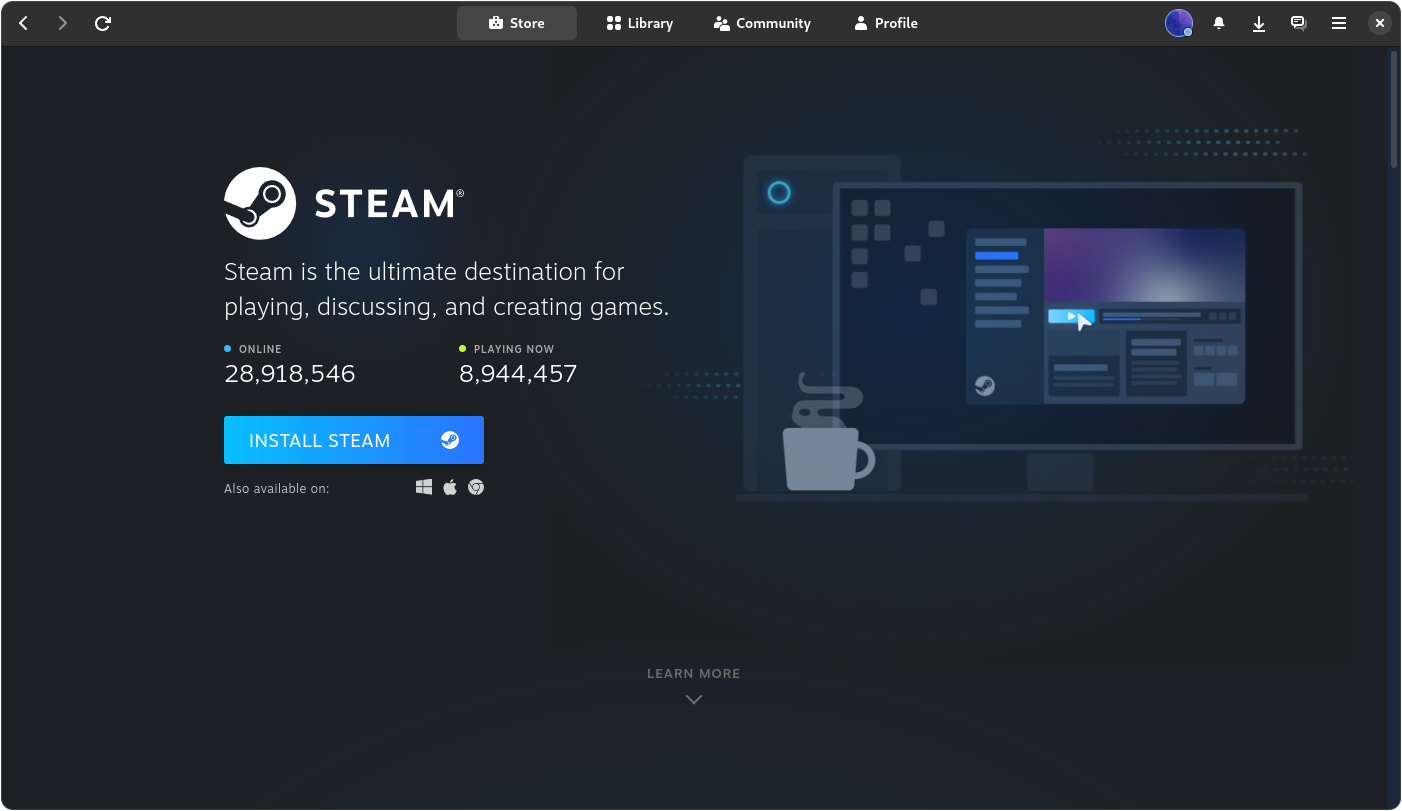 Store
Library
Community
Profile
STEAM®
Steam is the ultimate destination for
playing, discussing, and creating games.
ONLINE
28,918,546
PLAYING NOW
8,944,457
INSTALL STEAM
Also available on:
LEARN MORE